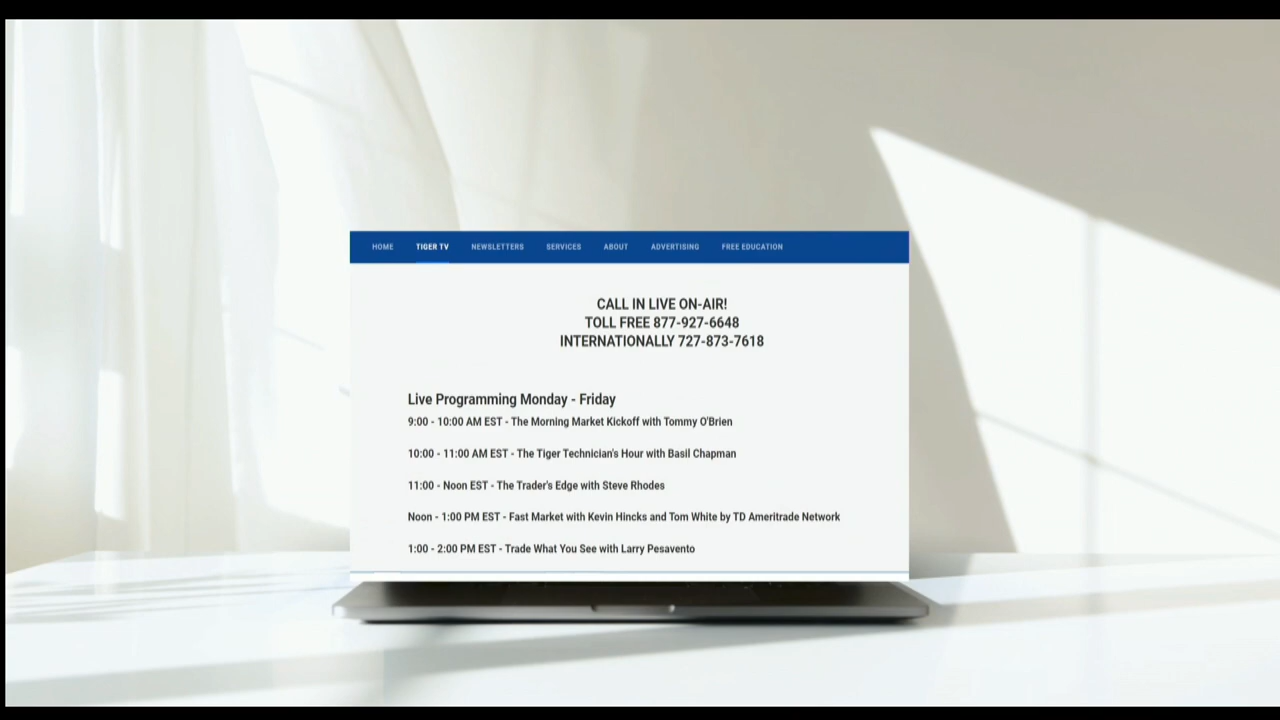 HOME TIGER TV NEWSLETTERS SERVICES ABOUT ADVERTISING FREE EDUCATION
CALL IN LIVE ON-AIR!
TOLL FREE 877-927-6648
INTERNATIONALLY 727-873-7618
Live Programming Monday - Friday
9:00 - 10:00 AM EST - The Morning Market Kickoff with Tommy O'Brien
10:00 - 11:00 AM EST - The Tiger Technician's Hour with Basil Chapman
11:00 - Noon EST - The Trader's Edge with Steve Rhodes
Noon - 1:00 PM EST - Fast Market with Kevin Hincks and Tom White by TD Ameritrade Network
1:00 - 2:00 PM EST - Trade What You See with Larry Pesavento